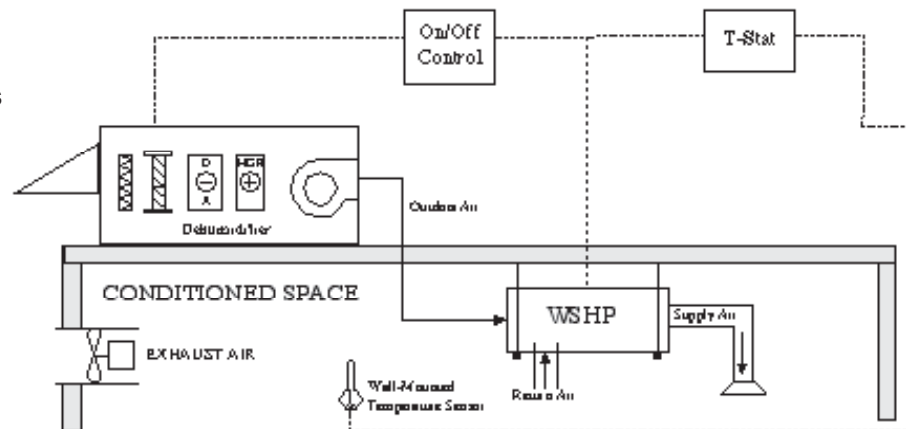 On/Off
Control
T-Stat
s
D
X
HGR
Dehumidifier
Outdoor Air
CONDITIONED SPACE
WSHP
Supply Air
EXHAUST AIR
Return Air
Wall-Mounted
Temperature Sensor